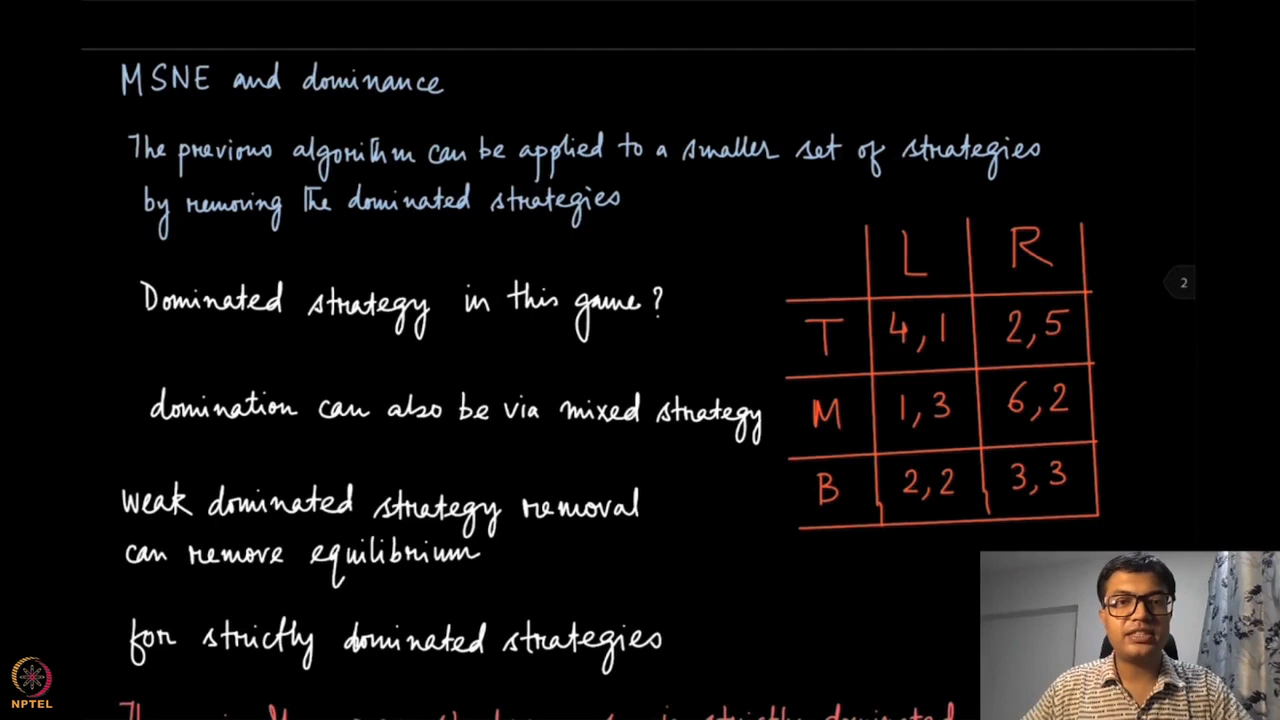 MSNE and dominance
The previous algorithm can be applied to a smaller set of strategies
by removing the dominated strategies
Dominated strategy in this game?
domination can also be via mixed strategy
Weak dominated strategy removal
can remove equilibrium
for strictly dominated strategies
L R
T 4,1 2,5
M 1,3 6,2
B 2,2 3,3
2
NPTEL